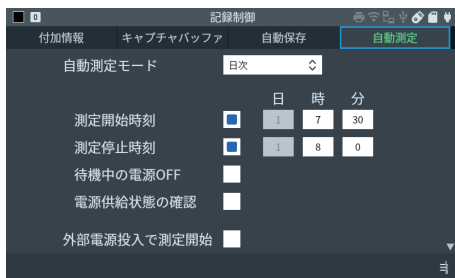 0 記録制御
付加情報 キャプチャバッファ 自動保存 自動測定
自動測定モード 日次
日 時 分
測定開始時刻 1 7 30
測定停止時刻 1 8 0
待機中の電源OFF
電源供給状態の確認
外部電源投入で測定開始